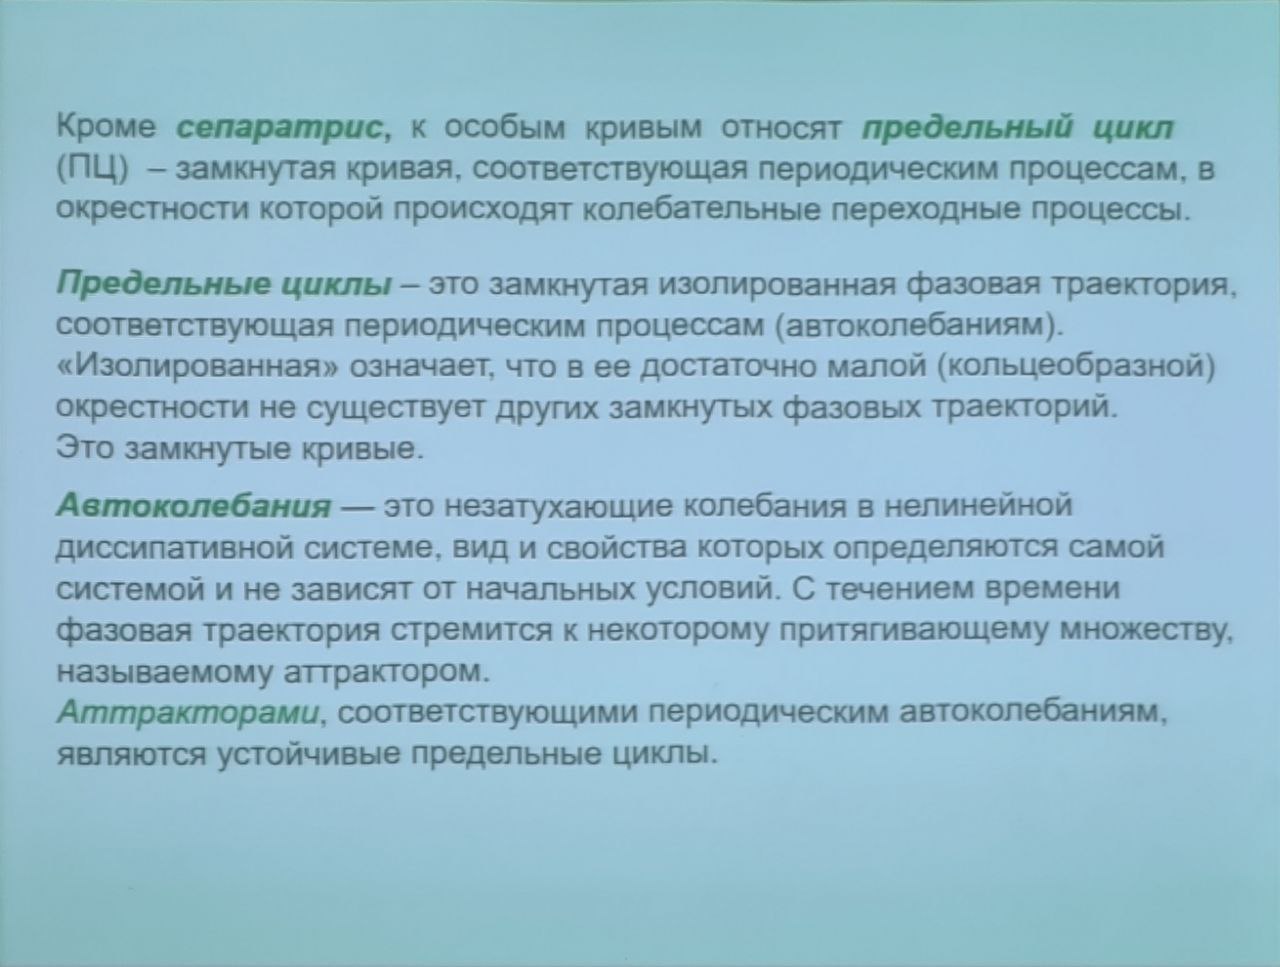 Кроме сепаратрис, к особым кривым относят предельный цикл
(ПЦ) – замкнутая кривая, соответствующая периодическим процессам, в
окрестности которой происходят колебательные переходные процессы.
Предельные циклы – это замкнутая изолированная фазовая траектория,
соответствующая периодическим процессам (автоколебаниям).
«Изолированная» означает, что в ее достаточно малой (кольцеобразной)
окрестности не существует других замкнутых фазовых траекторий.
Это замкнутые кривые.
Автоколебания — это незатухающие колебания в нелинейной
диссипативной системе, вид и свойства которых определяются самой
системой и не зависят от начальных условий. С течением времени
фазовая траектория стремится к некоторому притягивающему множеству,
называемому аттрактором.
Аттракторами, соответствующими периодическим автоколебаниям,
являются устойчивые предельные циклы.